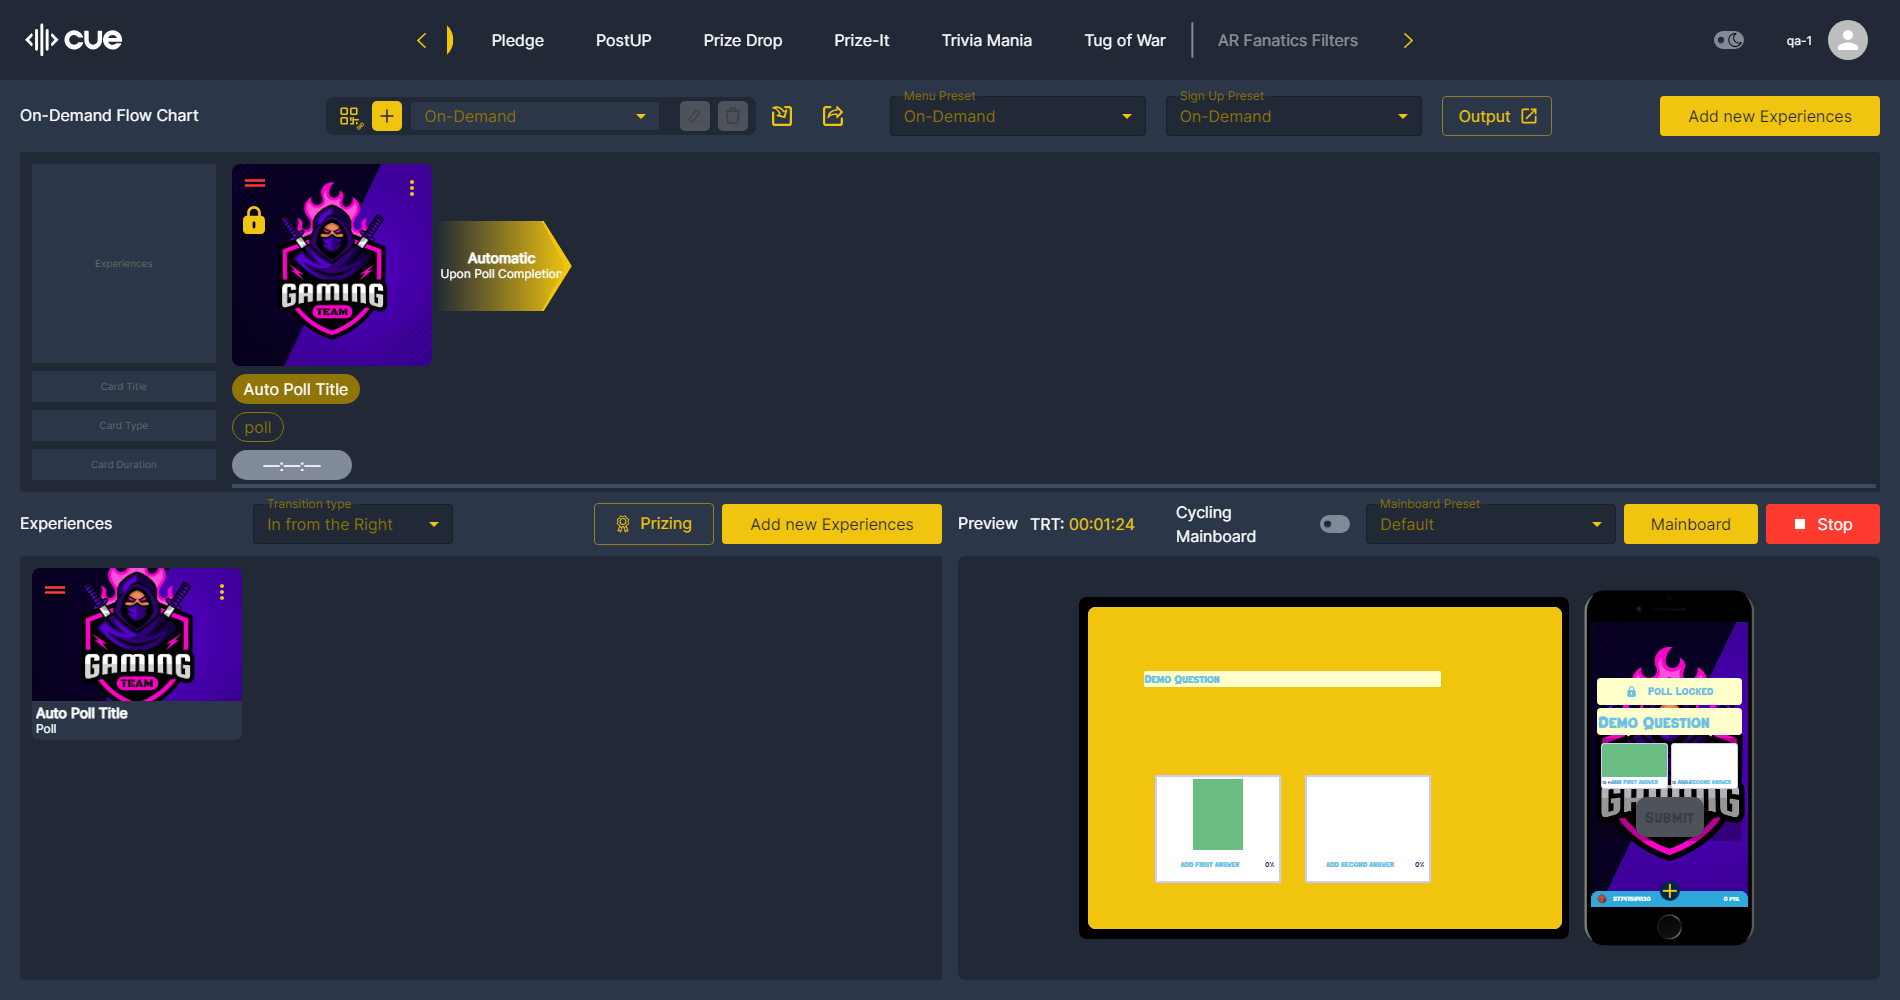 cue
Pledge
PostUP
Prize Drop
Prize-It
Trivia Mania
Tug of War
AR Fanatics Filters
qa-1
On-Demand Flow Chart
On-Demand
Menu Preset
On-Demand
Sign Up Preset
On-Demand
Output
Add new Experiences
Experiences
GAMING
TEAM
Automatic
Upon Poll Completion
Card Title
Auto Poll Title
Card Type
poll
Card Duration
—:—:—
Experiences
Transition type
In from the Right
Prizing
Add new Experiences
Preview
TRT: 00:01:24
Cycling
Mainboard
Mainboard Preset
Default
Mainboard
Stop
GAMING
TEAM
Auto Poll Title
Poll
Demo Question
Add First Answer
0%
Add Second Answer
0%
Poll Locked
Demo Question
Add First Answer
Add Second Answer
GAMING
Submit
0 Pts.